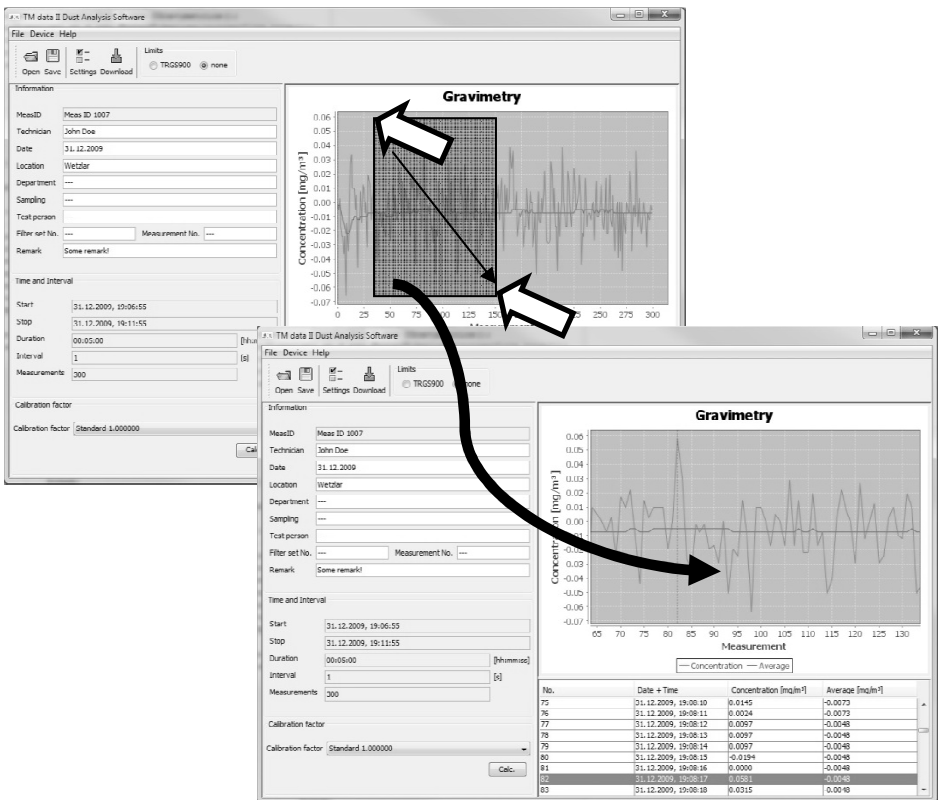 TM data II Dust Analysis Software
File Device Help
Open Save Settings Download
Limits
TRGS900 none
Information
MeasID Meas ID 1007
Technician John Doe
Date 31.12.2009
Location Wetzlar
Department ---
Sampling ---
Test person
Filter set No. --- Measurement No. ---
Remark Some remark!
Time and Interval
Start 31.12.2009, 19:06:55
Stop 31.12.2009, 19:11:55
Duration 00:05:00
Interval 1 [s]
Measurements 300
Calibration factor
Calibration factor Standard 1.000000
Gravimetry
Concentration [mg/m³]
0.06
0.05
0.04
0.03
0.02
0.01
0.00
-0.01
-0.03
-0.04
-0.05
-0.06
-0.07
0 25 50 75 100 125 225 250 275 300
TM data II Dust Analysis Software
File Device Help
Open Save Settings Download
Limits
TRGS900
Information
MeasID Meas ID 1007
Technician John Doe
Date 31.12.2009
Location Wetzlar
Department ---
Sampling ---
Test person
Filter set No. --- Measurement No. ---
Remark Some remark!
Time and Interval
Start 31.12.2009, 19:06:55
Stop 31.12.2009, 19:11:55
Duration 00:05:00 [hh:mm:ss]
Interval 1 [s]
Measurements 300
Calibration factor
Calibration factor Standard 1.000000
Calc.
Gravimetry
Concentration [mg/m³]
0.06
0.05
0.04
0.02
0.00
-0.03
-0.04
-0.05
-0.06
-0.07
65 70 75 80 85 90 95 100 105 110 115 120 125 130
Measurement
Concentration Average
No. Date + Time Concentration [mg/m³] Average [mg/m³]
75 31.12.2009, 19:08:10 0.0145 -0.0073
76 31.12.2009, 19:08:11 0.0024 -0.0073
77 31.12.2009, 19:08:12 0.0097 -0.0048
78 31.12.2009, 19:08:13 0.0097 -0.0048
79 31.12.2009, 19:08:14 0.0097 -0.0048
80 31.12.2009, 19:08:15 -0.0194 -0.0048
81 31.12.2009, 19:08:16 0.0000 -0.0048
82 31.12.2009, 19:08:17 0.0581 -0.0048
83 31.12.2009, 19:08:18 0.0315 -0.0048